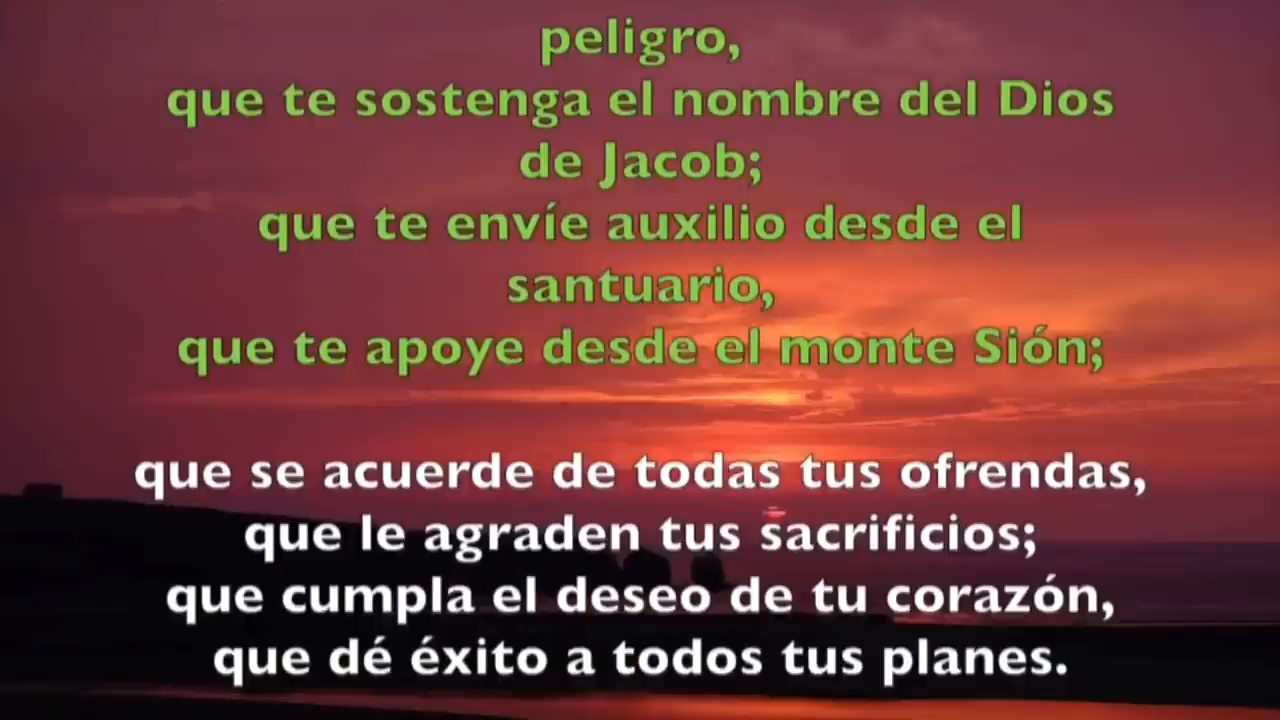 peligro,
que te sostenga el nombre del Dios
de Jacob;
que te envíe auxilio desde el
santuario,
que te apoye desde el monte Sión;
que se acuerde de todas tus ofrendas,
que le agraden tus sacrificios;
que cumpla el deseo de tu corazón,
que dé éxito a todos tus planes.